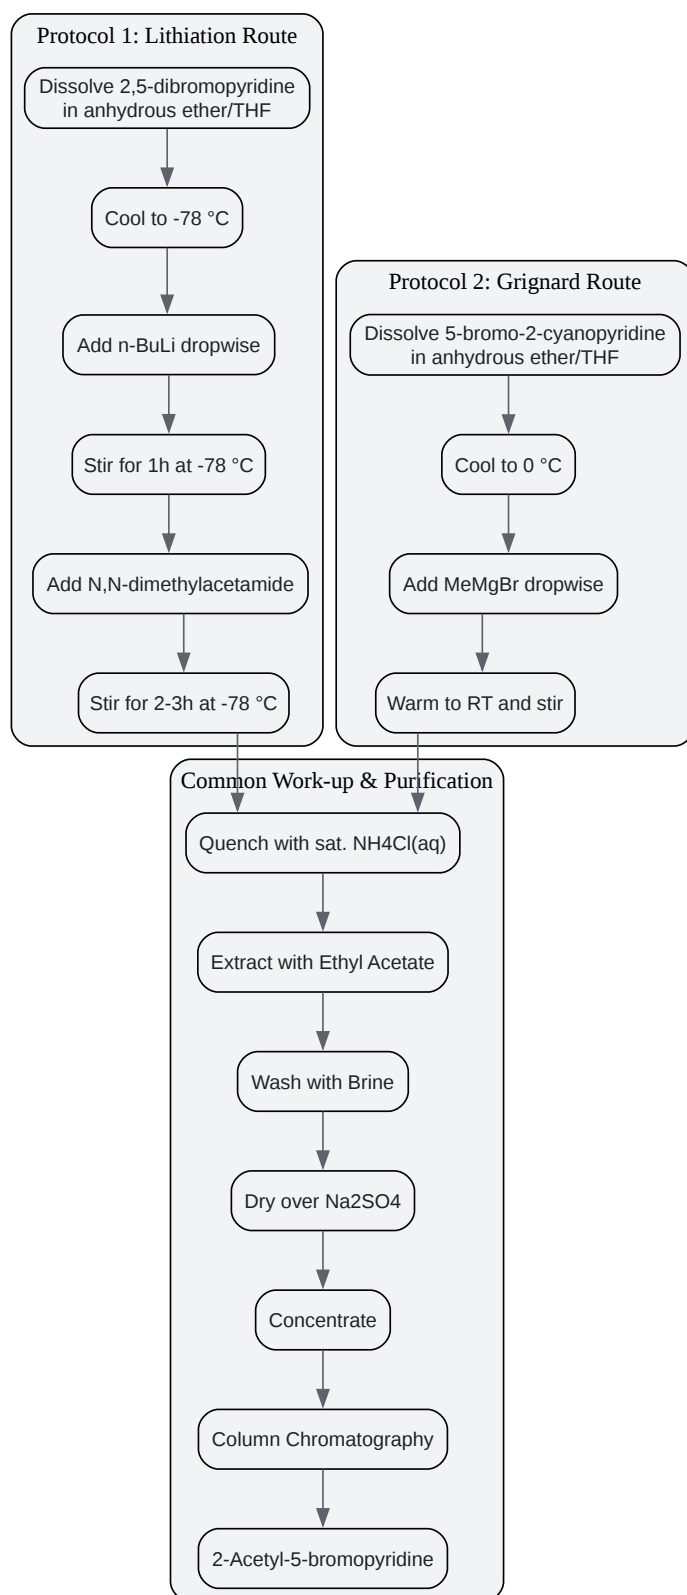 Protocol 1: Lithiation Route
Dissolve 2,5-dibromopyridine
in anhydrous ether/THF
Cool to -78 °C
Add n-BuLi dropwise
Stir for 1h at -78 °C
Add N,N-dimethylacetamide
Stir for 2-3h at -78 °C
Protocol 2: Grignard Route
Dissolve 5-bromo-2-cyanopyridine
in anhydrous ether/THF
Cool to 0 °C
Add MeMgBr dropwise
Warm to RT and stir
Common Work-up & Purification
Quench with sat. NH4Cl(aq)
Extract with Ethyl Acetate
Wash with Brine
Dry over Na2SO4
Concentrate
Column Chromatography
2-Acetyl-5-bromopyridine